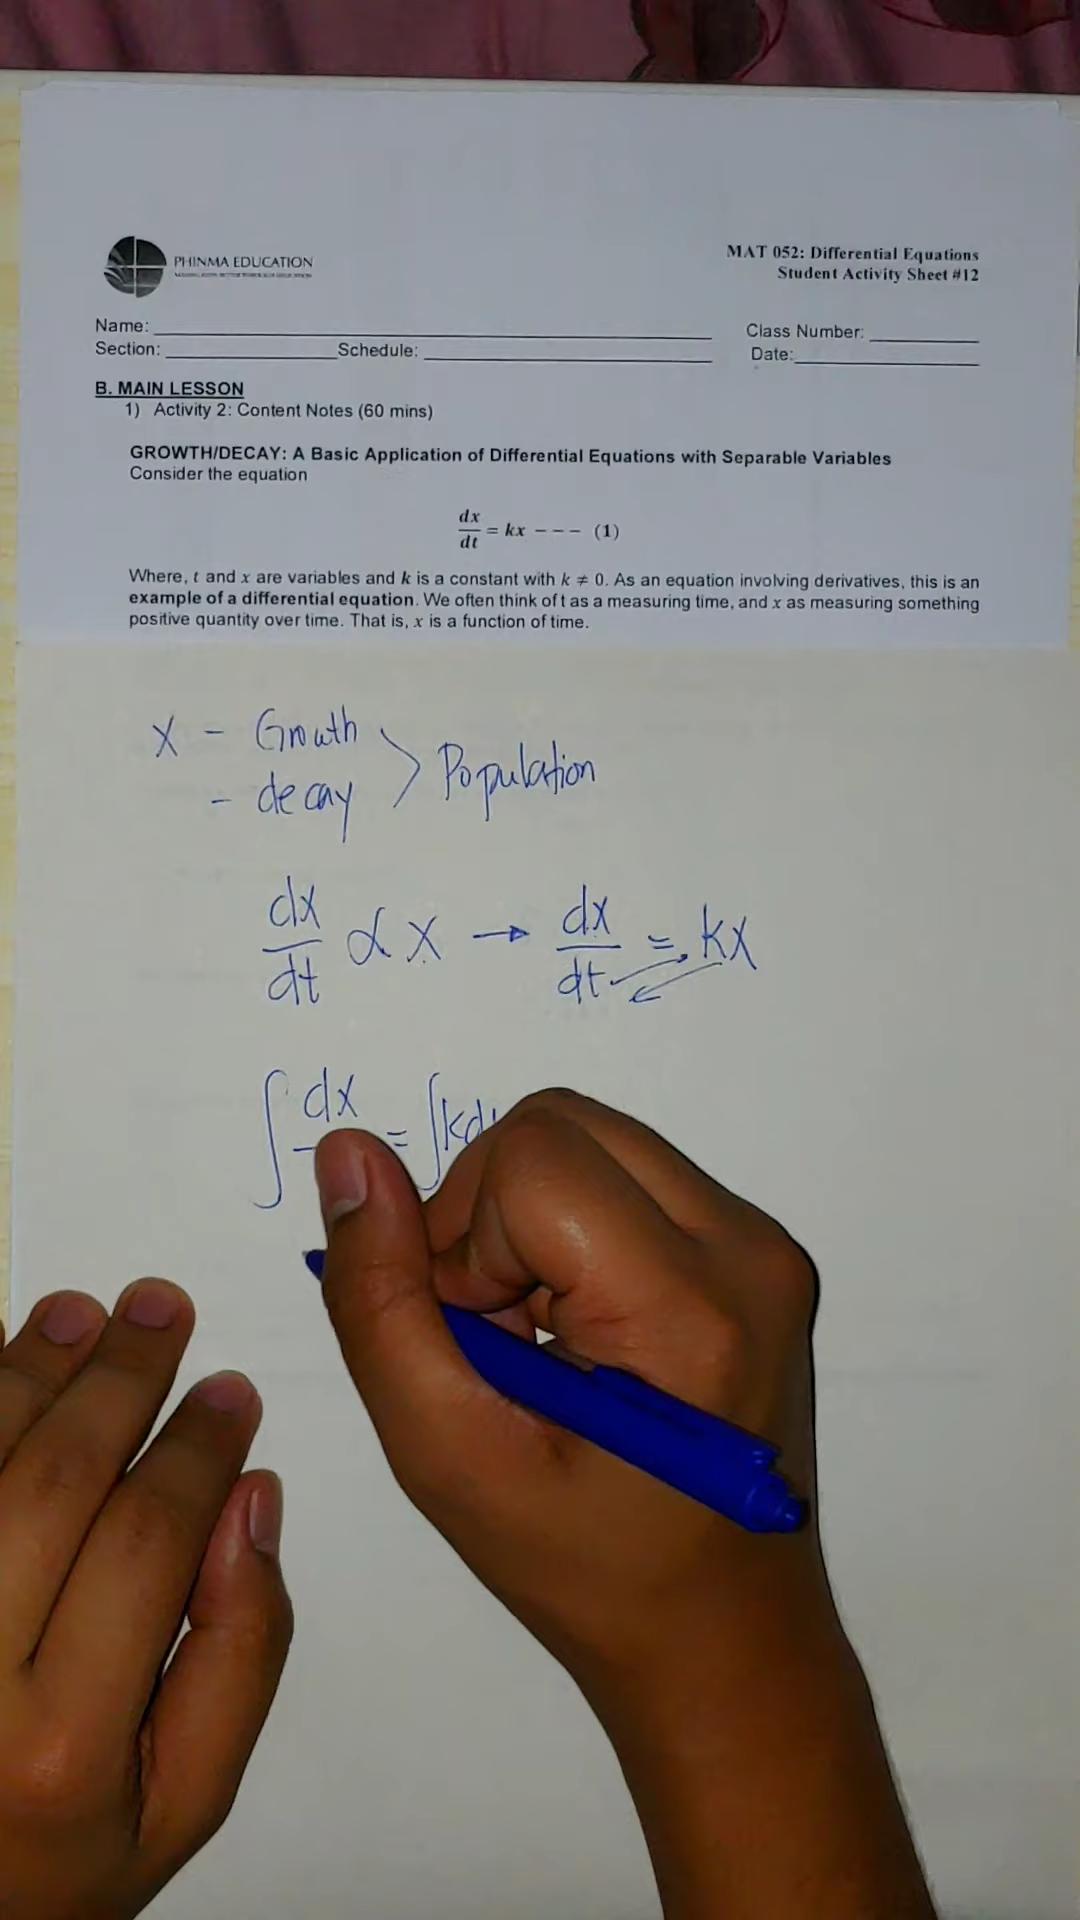 PHINMA EDUCATION
MAT 052: Differential Equations
Student Activity Sheet #12
Name:
Class Number:
Section: Schedule:
Date:
B. MAIN LESSON
1) Activity 2: Content Notes (60 mins)
GROWTH/DECAY: A Basic Application of Differential Equations with Separable Variables
Consider the equation
dx/dt = kx - - - (1)
Where, t and x are variables and k is a constant with k ≠ 0. As an equation involving derivatives, this is an
example of a differential equation. We often think of t as a measuring time, and x as measuring something
positive quantity over time. That is, x is a function of time.
x - Growth
- decay > Population
dx/dt ∝ x → dx/dt = kx
∫ dx = ∫ kd